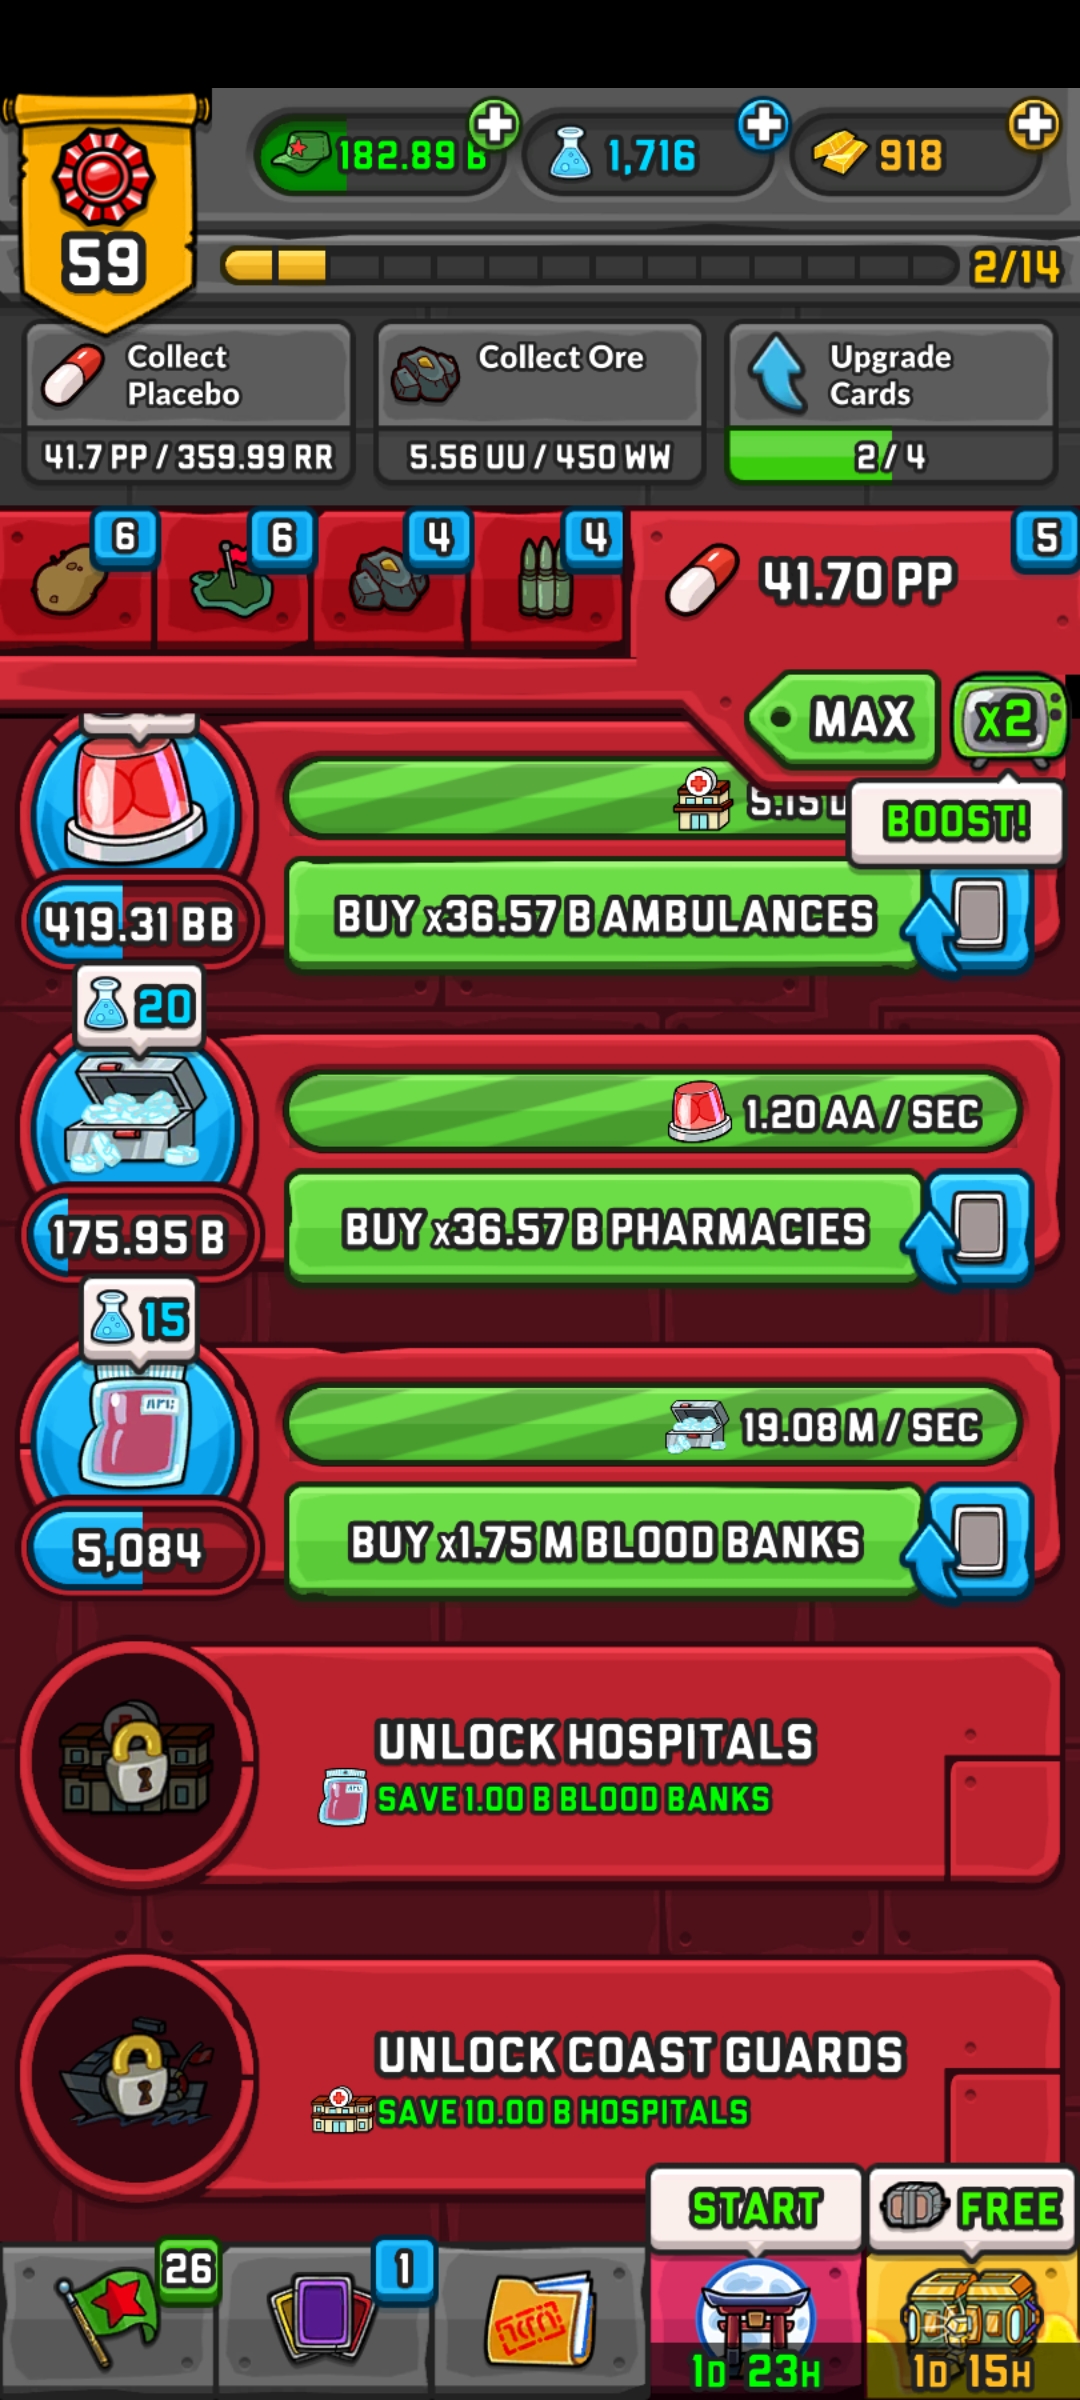 182.89 B
1,716
918
59
2/14
Collect
Placebo
41.7 PP / 359.99 RR
Collect Ore
5.56 UU / 450 WW
Upgrade
Cards
2 / 4
6
6
4
4
5
41.70 PP
MAX
x2
BOOST!
5.15
BUY x36.57 B AMBULANCES
419.31 BB
20
1.20 AA / SEC
BUY x36.57 B PHARMACIES
175.95 B
15
19.08 M / SEC
BUY x1.75 M BLOOD BANKS
5,084
UNLOCK HOSPITALS
SAVE 1.00 B BLOOD BANKS
UNLOCK COAST GUARDS
SAVE 10.00 B HOSPITALS
START
FREE
26
1
1D 23H
1D 15H